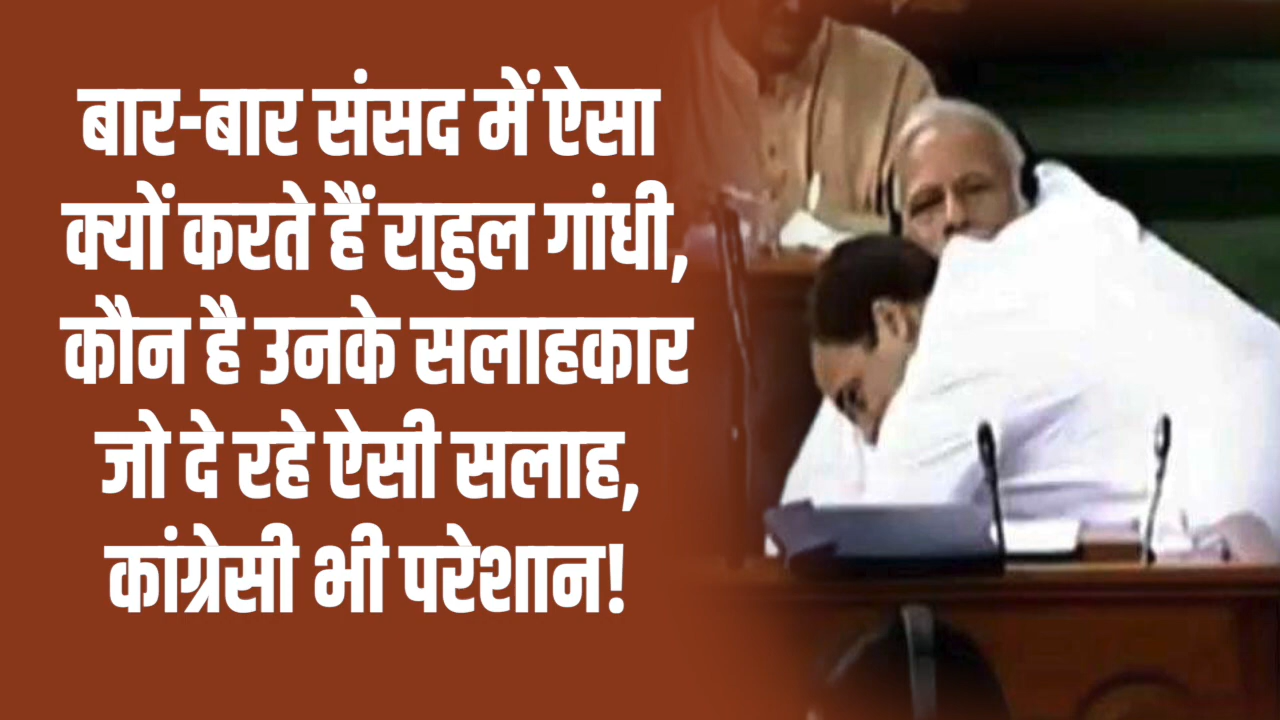 बार-बार संसद में ऐसा
क्यों करते हैं राहुल गांधी,
कौन है उनके सलाहकार
जो दे रहे ऐसी सलाह,
कांग्रेसी भी परेशान!